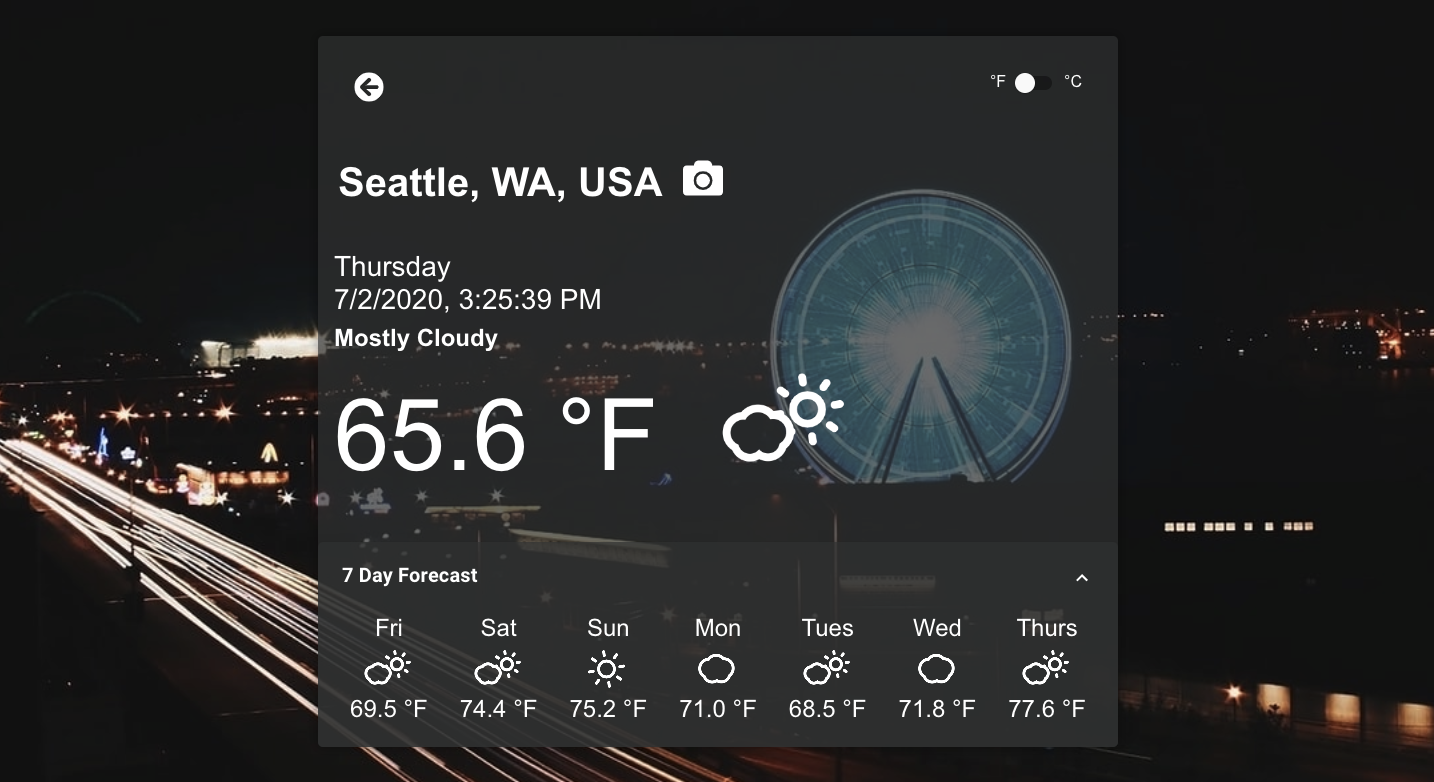 °F °C
Seattle, WA, USA
Thursday
7/2/2020, 3:25:39 PM
Mostly Cloudy
65.6 °F
7 Day Forecast
Fri Sat Sun Mon Tues Wed Thurs
69.5 °F 74.4 °F 75.2 °F 71.0 °F 68.5 °F 71.8 °F 77.6 °F